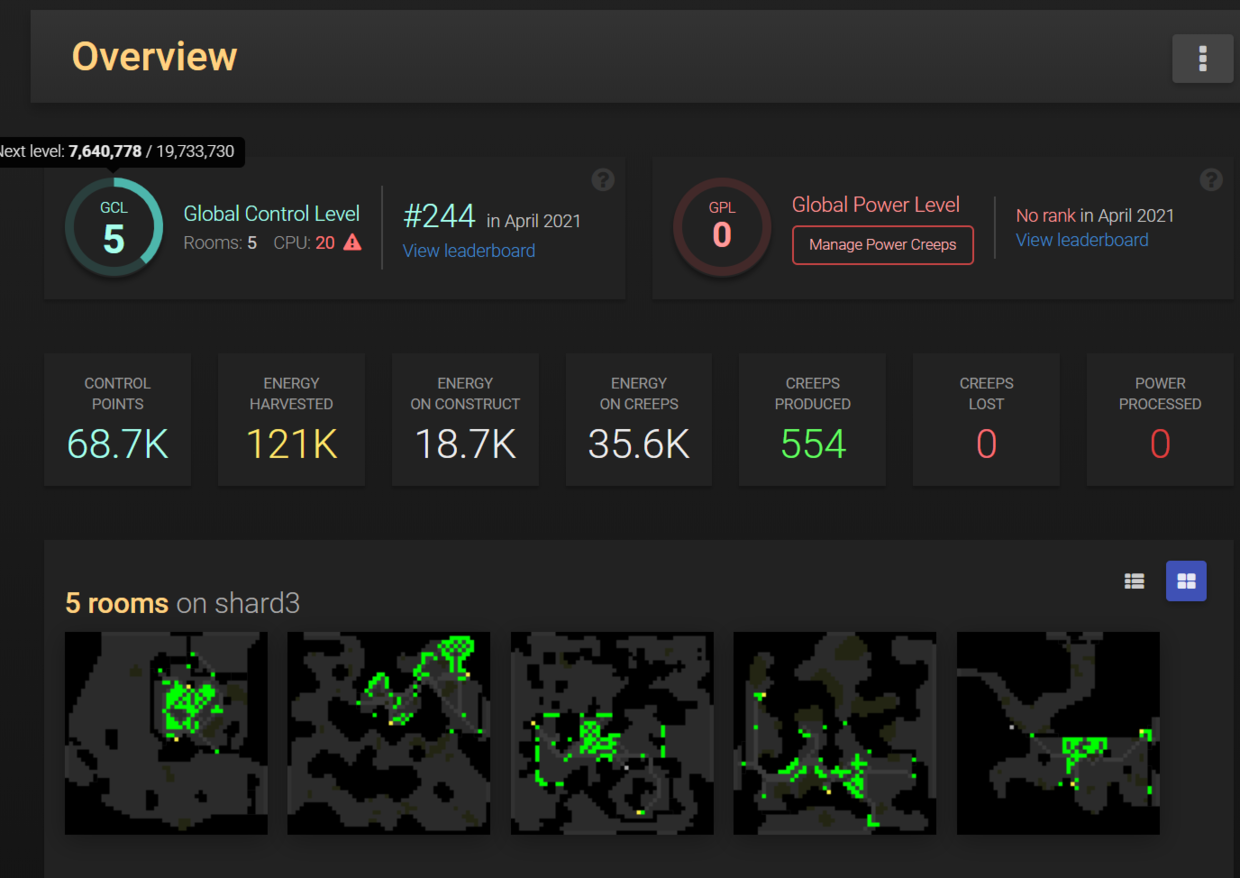 Overview
Next level: 7,640,778 / 19,733,730
GCL
5
Global Control Level
Rooms: 5 CPU: 20
#244 in April 2021
View leaderboard
?
GPL
0
Global Power Level
Manage Power Creeps
No rank in April 2021
View leaderboard
?
CONTROL
POINTS
68.7K
ENERGY
HARVESTED
121K
ENERGY
ON CONSTRUCT
18.7K
ENERGY
ON CREEPS
35.6K
CREEPS
PRODUCED
554
CREEPS
LOST
0
POWER
PROCESSED
0
5 rooms on shard3